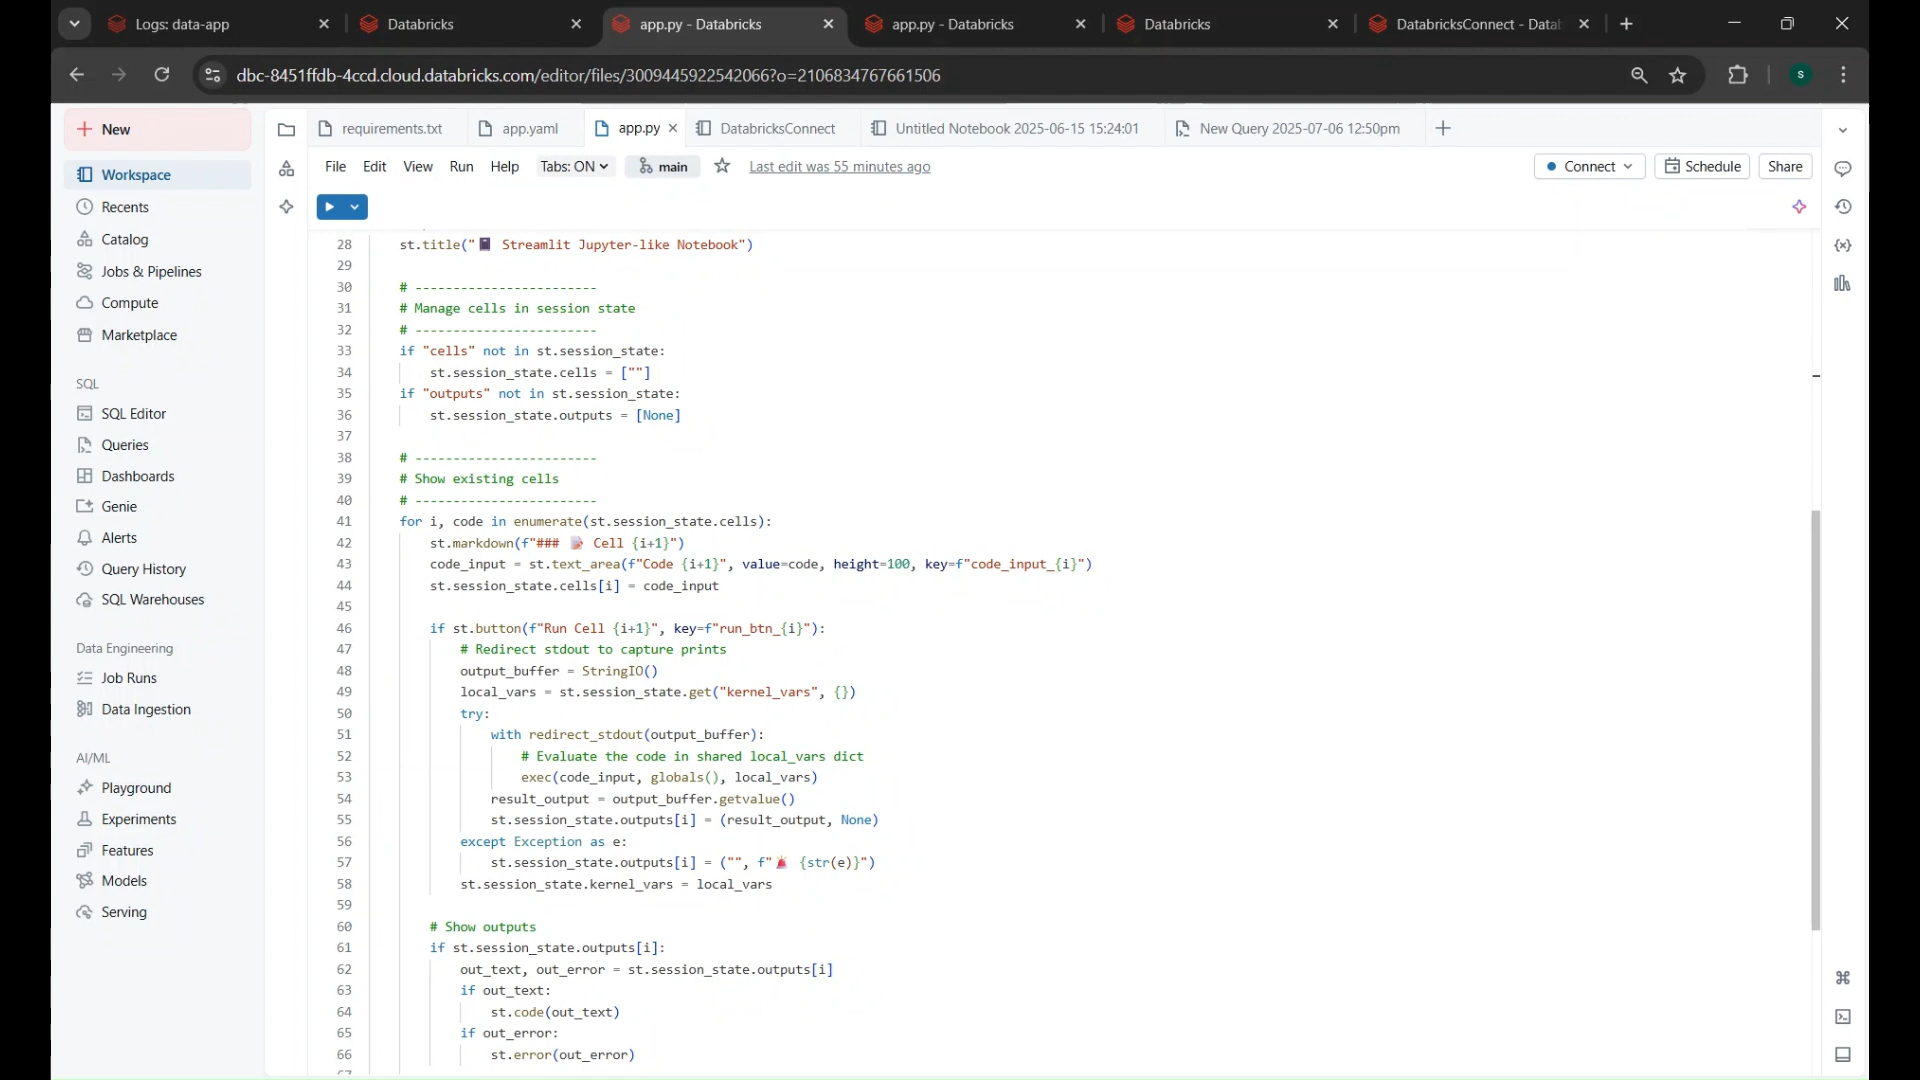 Logs: data-app
Databricks
app.py - Databricks
app.py - Databricks
Databricks
DatabricksConnect - Datab
dbc-8451ffdb-4ccd.cloud.databricks.com/editor/files/3009445922542066?o=2106834767661506
S
New
Workspace
Recents
Catalog
Jobs & Pipelines
Compute
Marketplace
SQL
SQL Editor
Queries
Dashboards
Genie
Alerts
Query History
SQL Warehouses
Data Engineering
Job Runs
Data Ingestion
AI/ML
Playground
Experiments
Features
Models
Serving
requirements.txt
app.yaml
app.py
DatabricksConnect
Untitled Notebook 2025-06-15 15:24:01
New Query 2025-07-06 12:50pm
File Edit View Run Help Tabs: ON main Last edit was 55 minutes ago
Connect Schedule Share
28 st.title("📓 Streamlit Jupyter-like Notebook")
29
30 # ------------------------
31 # Manage cells in session state
32 # ------------------------
33 if "cells" not in st.session_state:
34 st.session_state.cells = [""]
35 if "outputs" not in st.session_state:
36 st.session_state.outputs = [None]
37
38 # ------------------------
39 # Show existing cells
40 # ------------------------
41 for i, code in enumerate(st.session_state.cells):
42 st.markdown(f"### 📝 Cell {i+1}")
43 code_input = st.text_area(f"Code {i+1}", value=code, height=100, key=f"code_input_{i}")
44 st.session_state.cells[i] = code_input
45
46 if st.button(f"Run Cell {i+1}", key=f"run_btn_{i}"):
47 # Redirect stdout to capture prints
48 output_buffer = StringIO()
49 local_vars = st.session_state.get("kernel_vars", {})
50 try:
51 with redirect_stdout(output_buffer):
52 # Evaluate the code in shared local_vars dict
53 exec(code_input, globals(), local_vars)
54 result_output = output_buffer.getvalue()
55 st.session_state.outputs[i] = (result_output, None)
56 except Exception as e:
57 st.session_state.outputs[i] = ("", f"🚨 {str(e)}")
58 st.session_state.kernel_vars = local_vars
59
60 # Show outputs
61 if st.session_state.outputs[i]:
62 out_text, out_error = st.session_state.outputs[i]
63 if out_text:
64 st.code(out_text)
65 if out_error:
66 st.error(out_error)